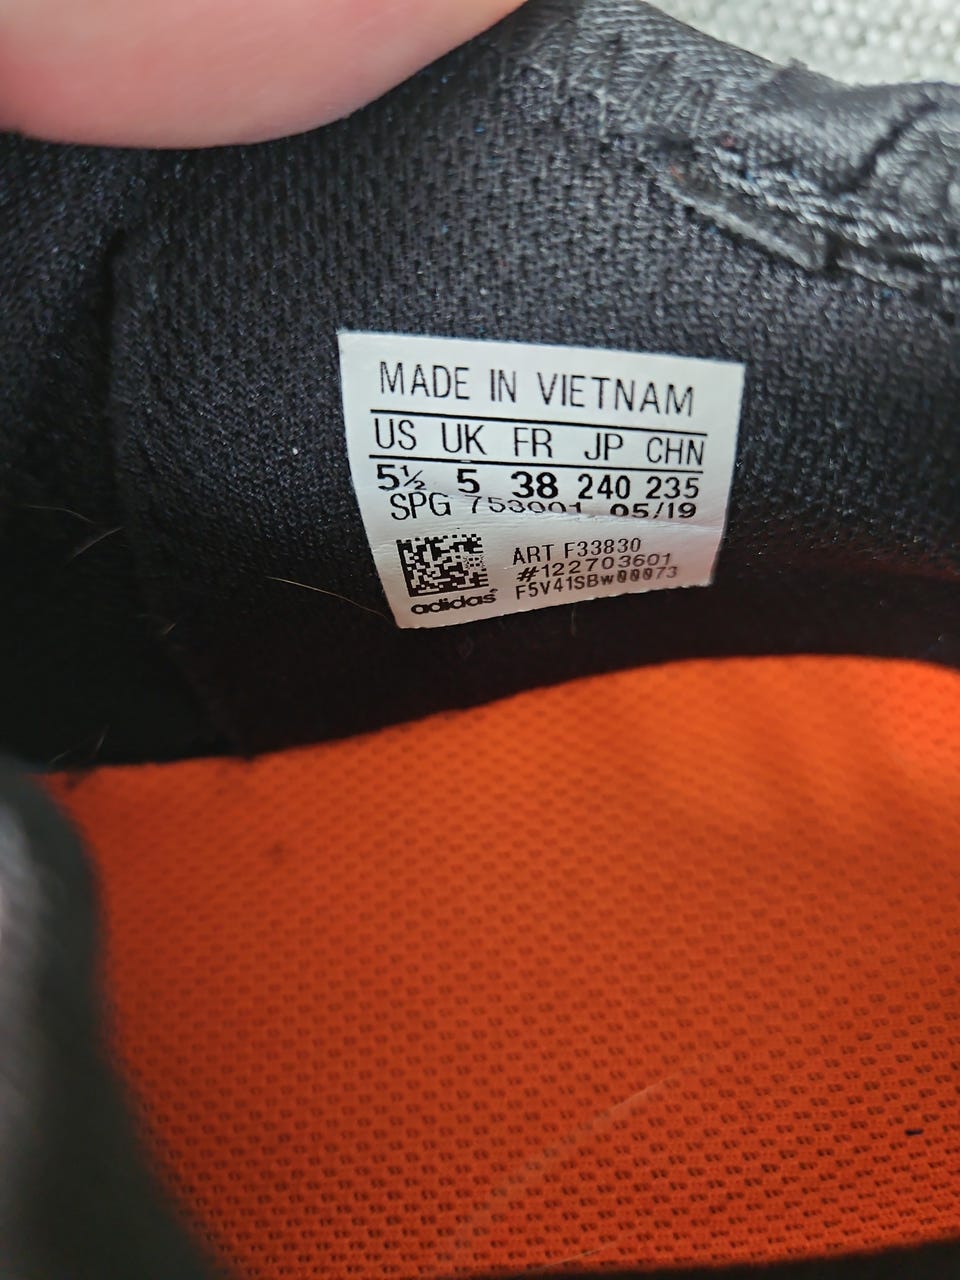 MADE IN VIETNAM
US UK FR JP CHN
5½ 5 38 240 235
SPG 753001 05/19
ART F33830
#122703601
F5V41SBW00073
adidas